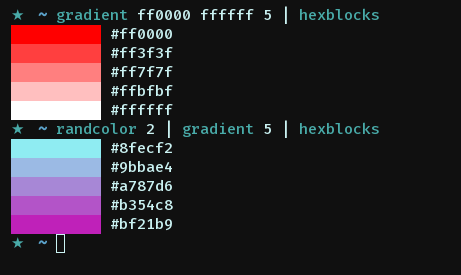 ★ ~ gradient ff0000 ffffff 5 | hexblocks
#ff0000
#ff3f3f
#ff7f7f
#ffbfbf
#ffffff
★ ~ randcolor 2 | gradient 5 | hexblocks
#8fecf2
#9bbae4
#a787d6
#b354c8
#bf21b9
★ ~